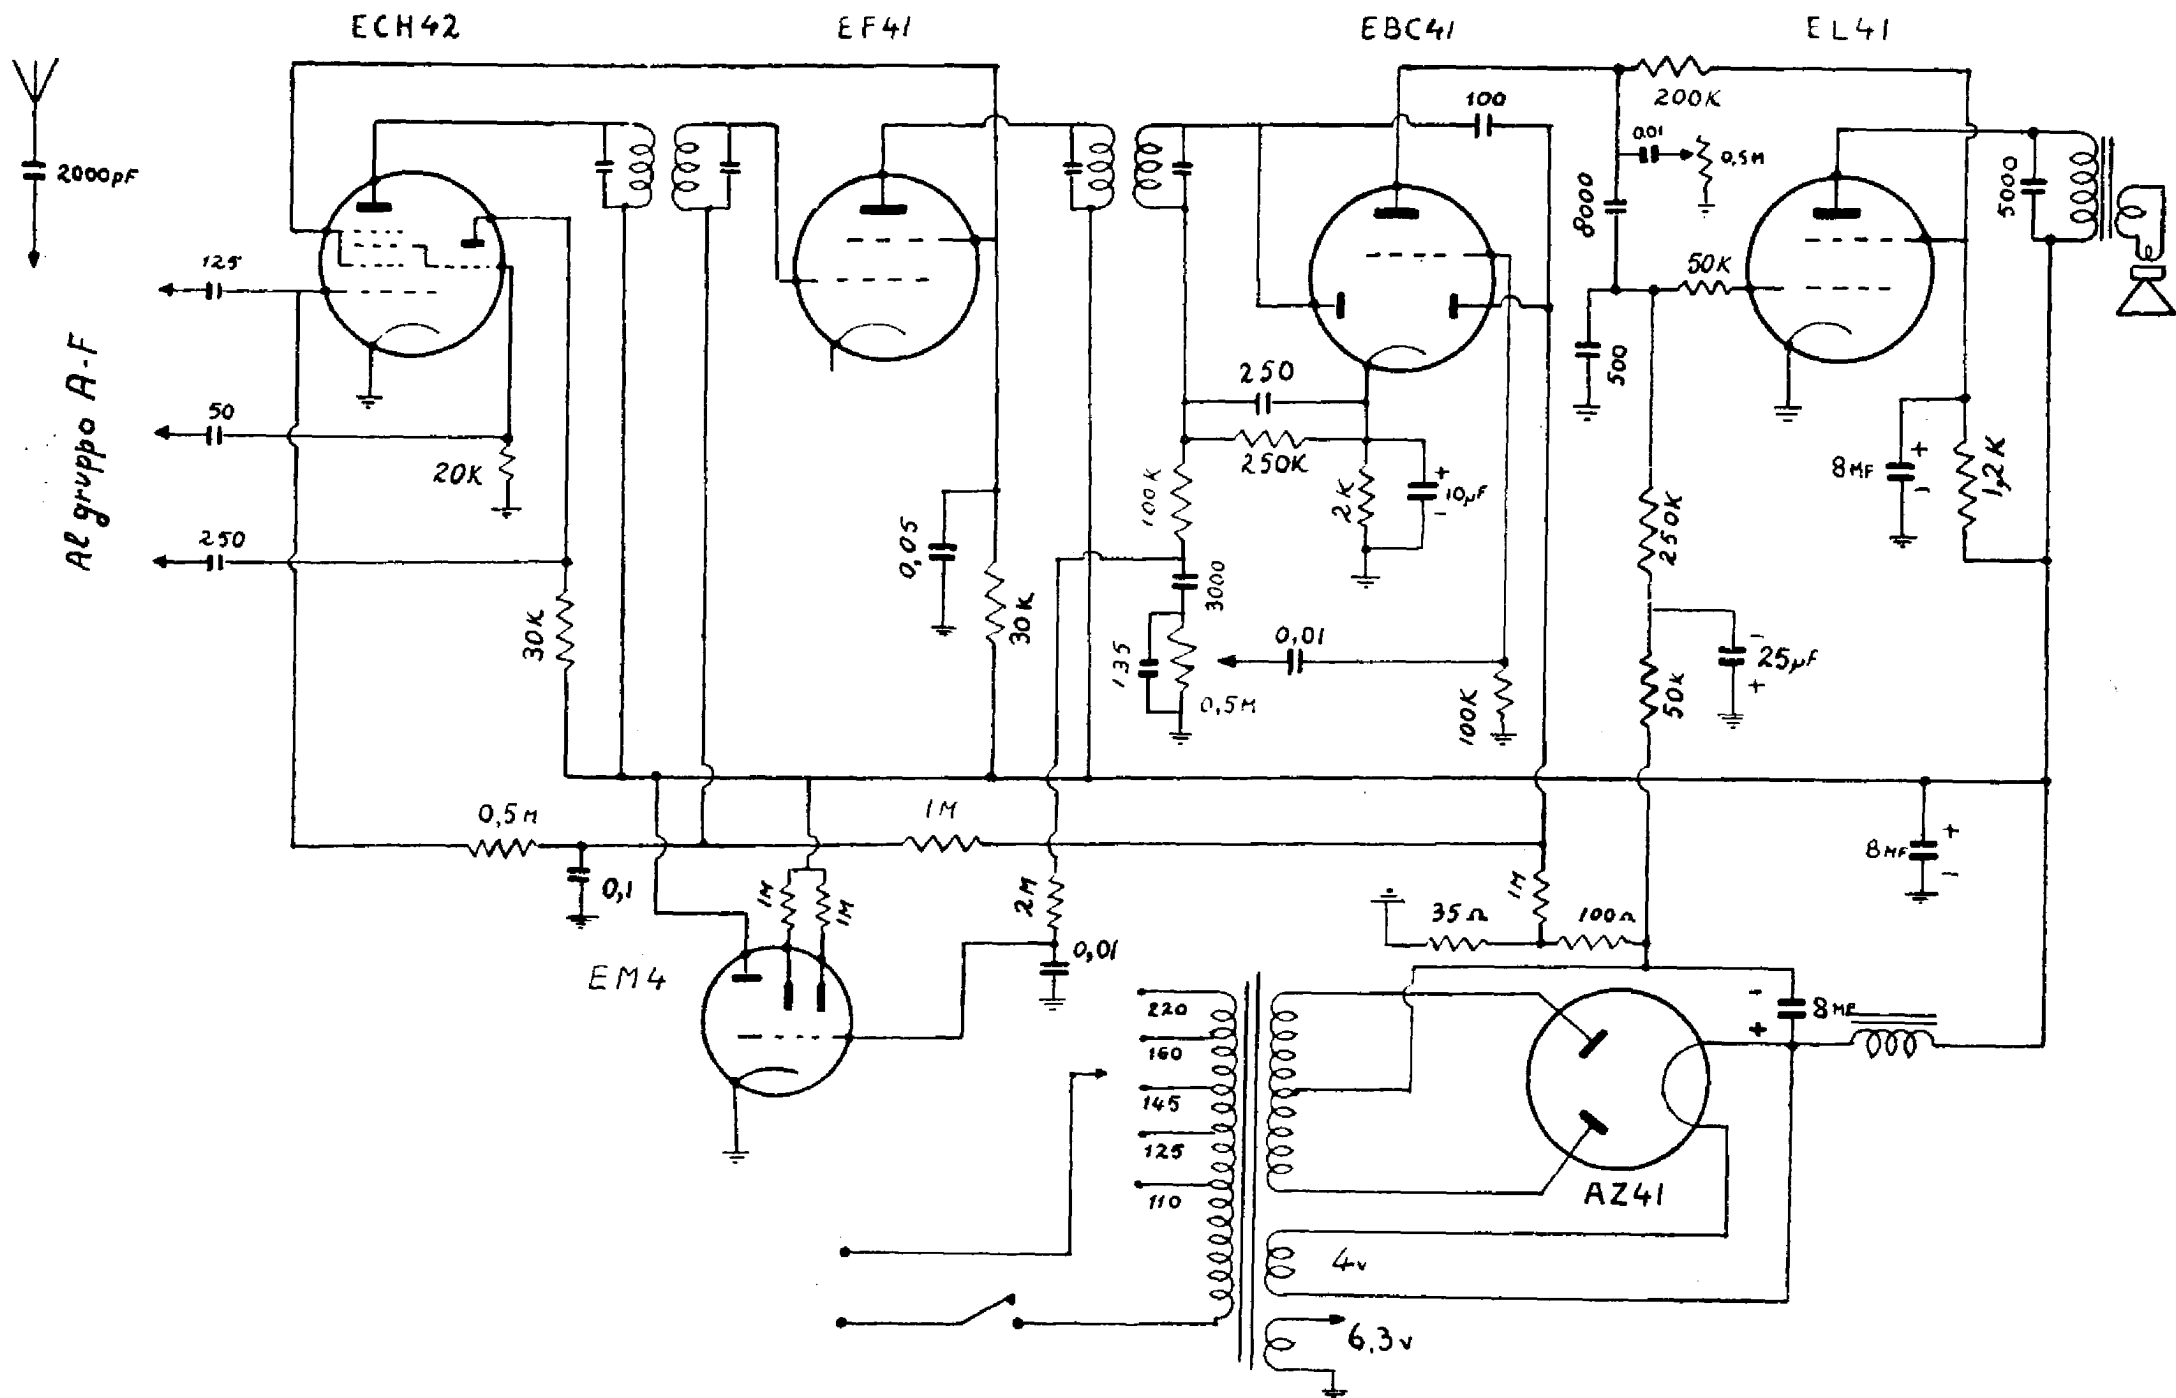 ECH42
EF41
EBC41
EL41
2000pF
100
200K
0.01
0,5M
8000
5000
125
50K
500
Al gruppo A-F
50
20K
250
250K
100K
2K
+
10µF
-
8MF
+
-
1,2K
250
0,05
30K
30K
3000
135
0,5M
0,01
100K
250K
50K
-
25µF
+
0,5M
1M
0,1
1M
1M
2M
0,01
1M
35Ω
100Ω
8MF
+
-
EM4
220
160
145
125
110
-
8MF
+
AZ41
4v
6,3v